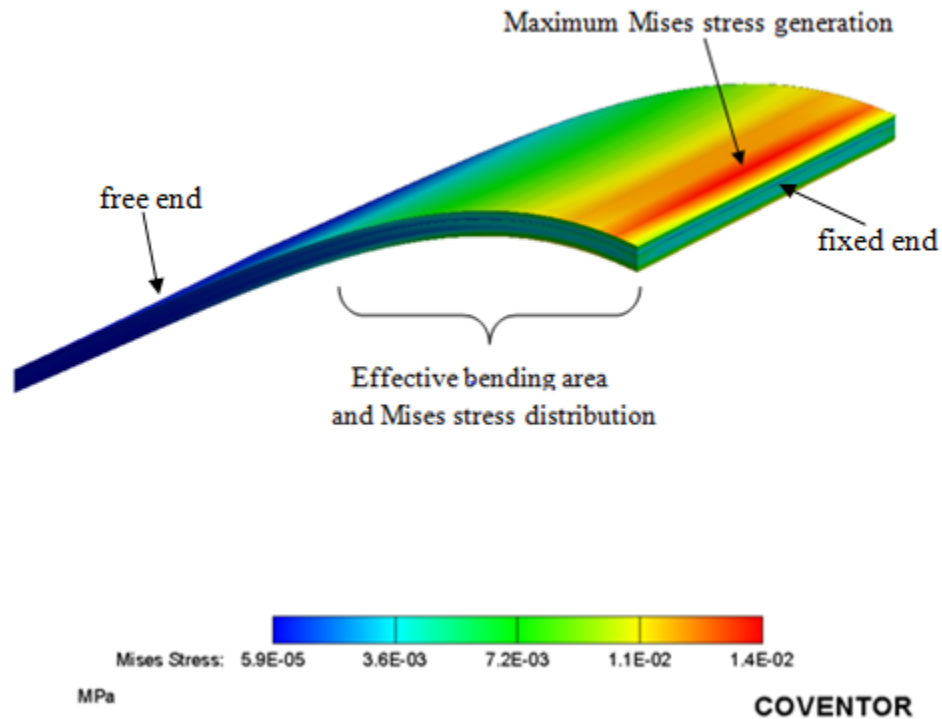 Maximum Mises stress generation
free end
fixed end
Effective bending area
and Mises stress distribution
Mises Stress: 5.9E-05 3.6E-03 7.2E-03 1.1E-02 1.4E-02
MPa
COVENTOR